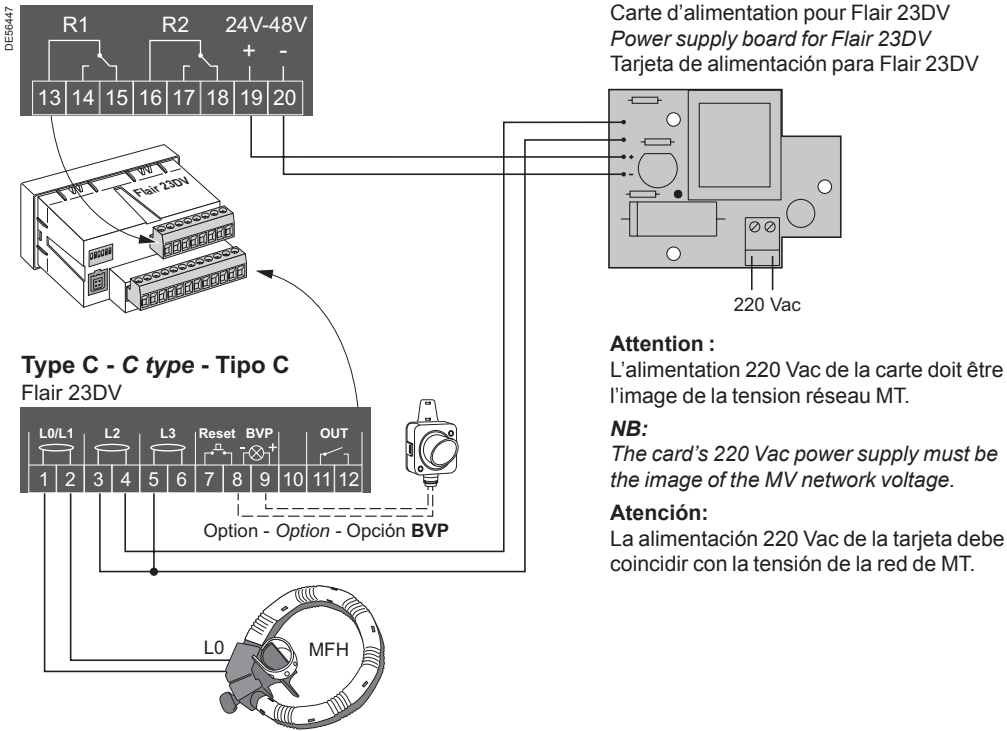 DE56447
R1 R2 24V-48V
+ -
13 14 15 16 17 18 19 20
Flair 23DV
Carte d’alimentation pour Flair 23DV
Power supply board for Flair 23DV
Tarjeta de alimentación para Flair 23DV
+
-
220 Vac
Type C - C type - Tipo C
Flair 23DV
L0/L1 L2 L3 Reset BVP OUT
- +
1 2 3 4 5 6 7 8 9 10 11 12
Option - Option - Opción BVP
L0 MFH
Attention :
L’alimentation 220 Vac de la carte doit être
l’image de la tension réseau MT.
NB:
The card’s 220 Vac power supply must be
the image of the MV network voltage.
Atención:
La alimentación 220 Vac de la tarjeta debe
coincidir con la tensión de la red de MT.